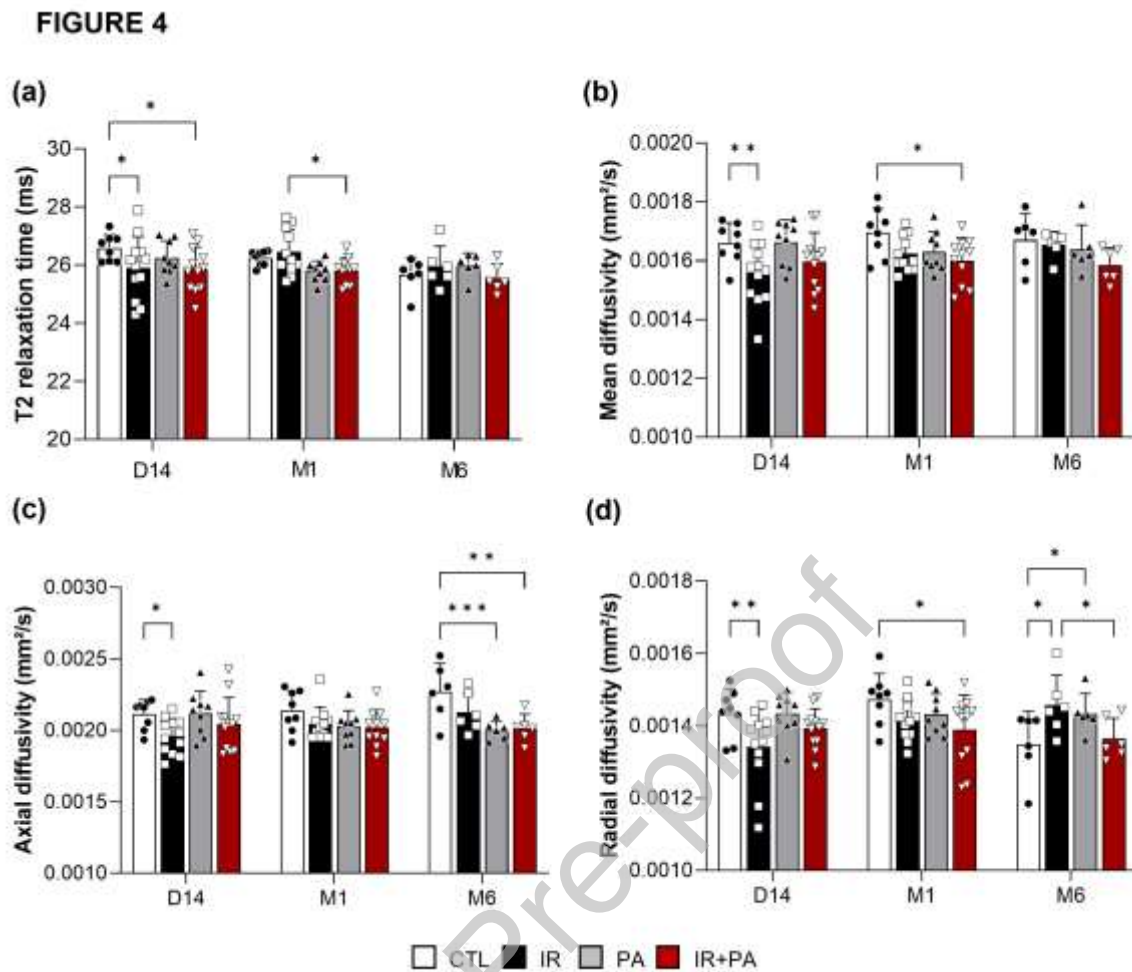 FIGURE 4
(a)
T2 relaxation time (ms)
30
28
26
24
22
20
* * *
D14 M1 M6
(b)
Mean diffusivity (mm²/s)
0.0020
0.0018
0.0016
0.0014
0.0012
0.0010
** *
D14 M1 M6
(c)
Axial diffusivity (mm²/s)
0.0030
0.0025
0.0020
0.0015
0.0010
* *** **
D14 M1 M6
(d)
Radial diffusivity (mm²/s)
0.0018
0.0016
0.0014
0.0012
0.0010
** * * * *
D14 M1 M6
CTL IR PA IR+PA
Pre-proof